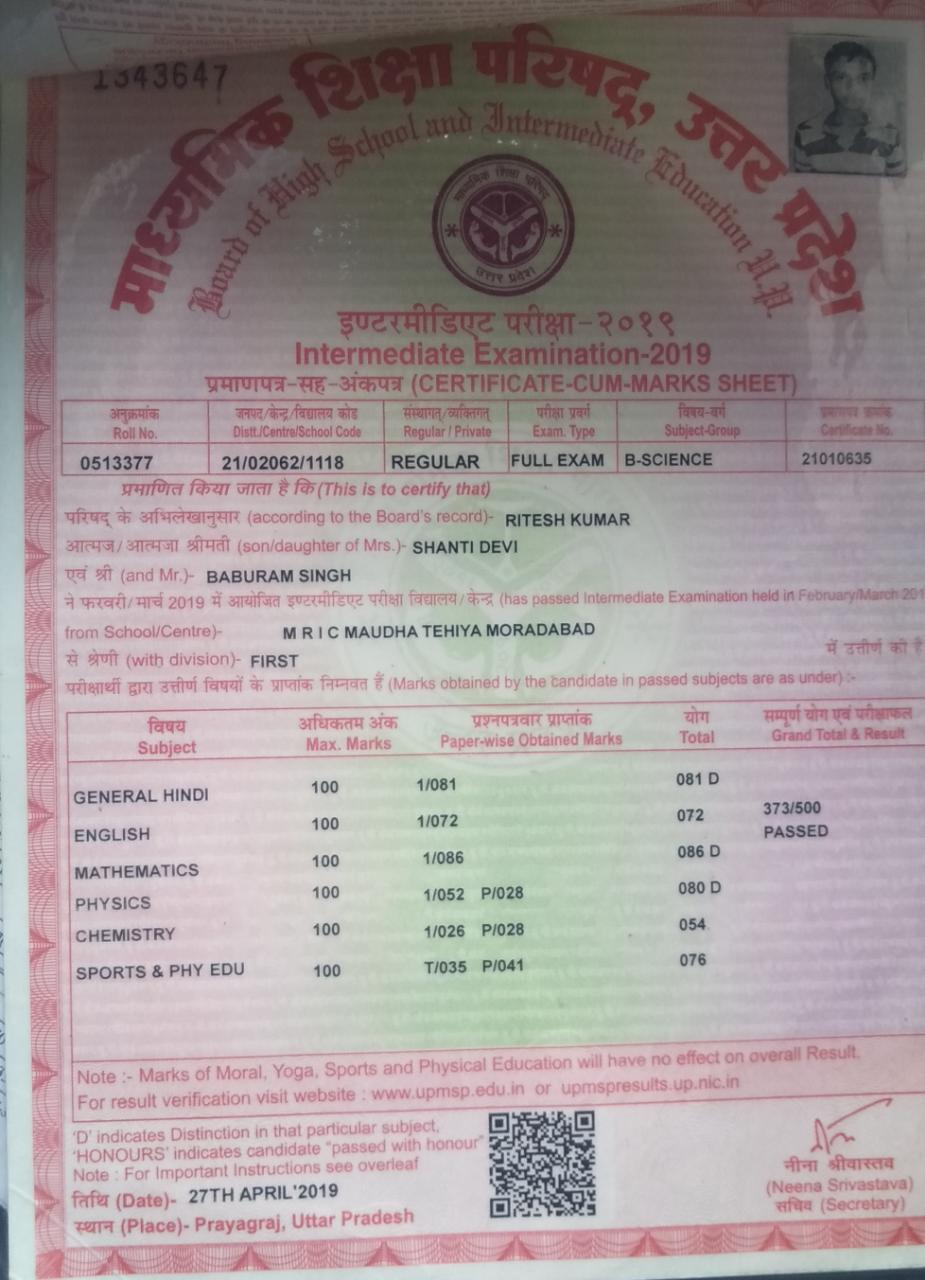 1343647
माध्यमिक शिक्षा परिषद्, उत्तर प्रदेश
Board of High School and Intermediate Education U.P.
माध्यमिक शिक्षा परिषद्
उत्तर प्रदेश
इण्टरमीडिएट परीक्षा-२०१९
Intermediate Examination-2019
प्रमाणपत्र-सह-अंकपत्र (CERTIFICATE-CUM-MARKS SHEET)
अनुक्रमांक जनपद/केन्द्र/विद्यालय कोड संस्थागत/व्यक्तिगत परीक्षा प्रवर्ग विषय-वर्ग प्रमाणपत्र क्रमांक
Roll No. Distt./Centre/School Code Regular / Private Exam. Type Subject-Group Certificate No.
0513377 21/02062/1118 REGULAR FULL EXAM B-SCIENCE 21010635
प्रमाणित किया जाता है कि (This is to certify that)
परिषद् के अभिलेखानुसार (according to the Board's record)- RITESH KUMAR
आत्मज/आत्मजा श्रीमती (son/daughter of Mrs.)- SHANTI DEVI
एवं श्री (and Mr.)- BABURAM SINGH
ने फरवरी/मार्च 2019 में आयोजित इण्टरमीडिएट परीक्षा विद्यालय/केन्द्र (has passed Intermediate Examination held in February/March 201
from School/Centre)- M R I C MAUDHA TEHIYA MORADABAD
से श्रेणी (with division)- FIRST में उत्तीर्ण की है
परीक्षार्थी द्वारा उत्तीर्ण विषयों के प्राप्तांक निम्नवत हैं (Marks obtained by the candidate in passed subjects are as under) :-
विषय अधिकतम अंक प्रश्नपत्रवार प्राप्तांक योग सम्पूर्ण योग एवं परीक्षाफल
Subject Max. Marks Paper-wise Obtained Marks Total Grand Total & Result
GENERAL HINDI 100 1/081 081 D
373/500
ENGLISH 100 1/072 072
PASSED
MATHEMATICS 100 1/086 086 D
PHYSICS 100 1/052 P/028 080 D
CHEMISTRY 100 1/026 P/028 054
SPORTS & PHY EDU 100 T/035 P/041 076
Note :- Marks of Moral, Yoga, Sports and Physical Education will have no effect on overall Result.
For result verification visit website : www.upmsp.edu.in or upmspresults.up.nic.in
'D' indicates Distinction in that particular subject,
'HONOURS' indicates candidate "passed with honour"
Note : For Important Instructions see overleaf
तिथि (Date)- 27TH APRIL'2019
स्थान (Place)- Prayagraj, Uttar Pradesh
नीना श्रीवास्तव
(Neena Srivastava)
सचिव (Secretary)